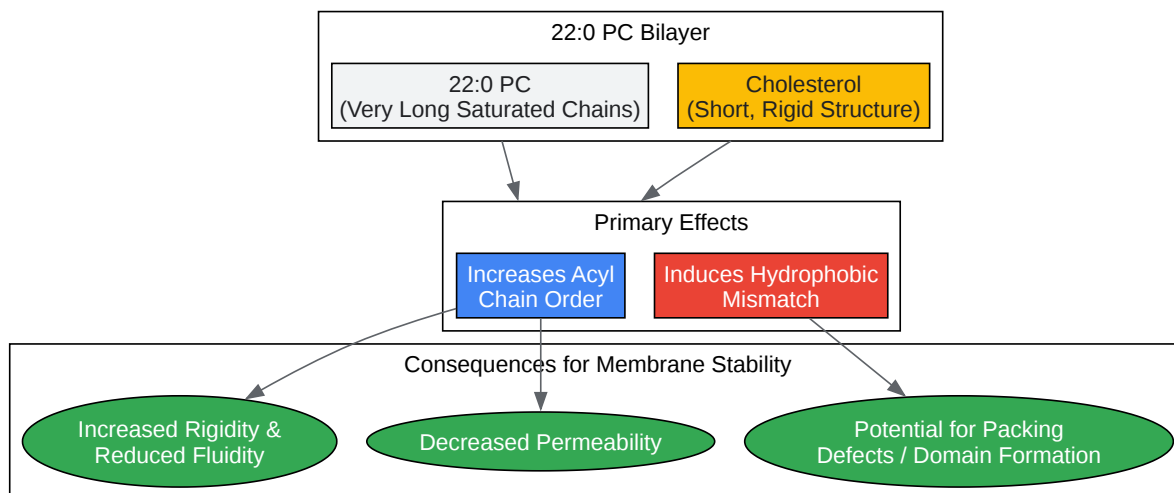 22:0 PC Bilayer
22:0 PC
(Very Long Saturated Chains)
Cholesterol
(Short, Rigid Structure)
Primary Effects
Increases Acyl
Chain Order
Induces Hydrophobic
Mismatch
Consequences for Membrane Stability
Increased Rigidity &
Reduced Fluidity
Decreased Permeability
Potential for Packing
Defects / Domain Formation